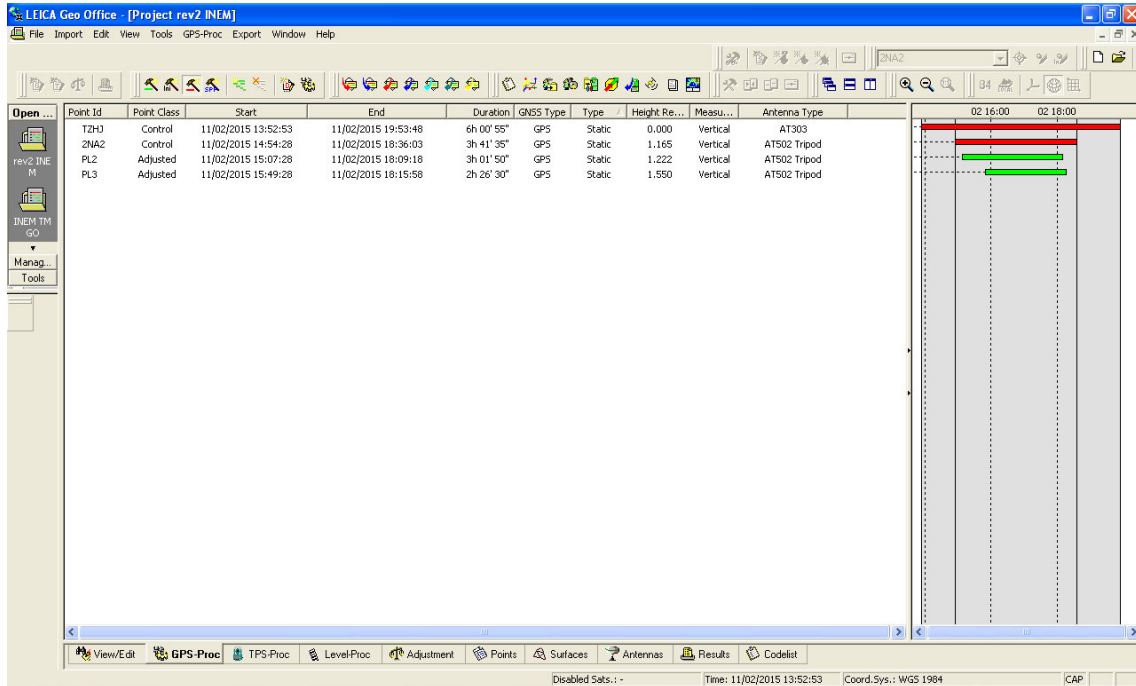 LEICA Geo Office - [Project rev2 INEM]
File Import Edit View Tools GPS-Proc Export Window Help
2NA2
SPP
84
Open ...
rev2 INE
M
INEM TM
GO
Manag...
Tools
Point Id Point Class Start End Duration GNSS Type Type Height Re... Measu... Antenna Type
TZHJ Control 11/02/2015 13:52:53 11/02/2015 19:53:48 6h 00' 55" GPS Static 0.000 Vertical AT303
2NA2 Control 11/02/2015 14:54:28 11/02/2015 18:36:03 3h 41' 35" GPS Static 1.165 Vertical AT502 Tripod
PL2 Adjusted 11/02/2015 15:07:28 11/02/2015 18:09:18 3h 01' 50" GPS Static 1.222 Vertical AT502 Tripod
PL3 Adjusted 11/02/2015 15:49:28 11/02/2015 18:15:58 2h 26' 30" GPS Static 1.550 Vertical AT502 Tripod
02 16:00 02 18:00
View/Edit GPS-Proc TPS-Proc Level-Proc Adjustment Points Surfaces Antennas Results Codelist
Disabled Sats.: - Time: 11/02/2015 13:52:53 Coord.Sys.: WGS 1984 CAP